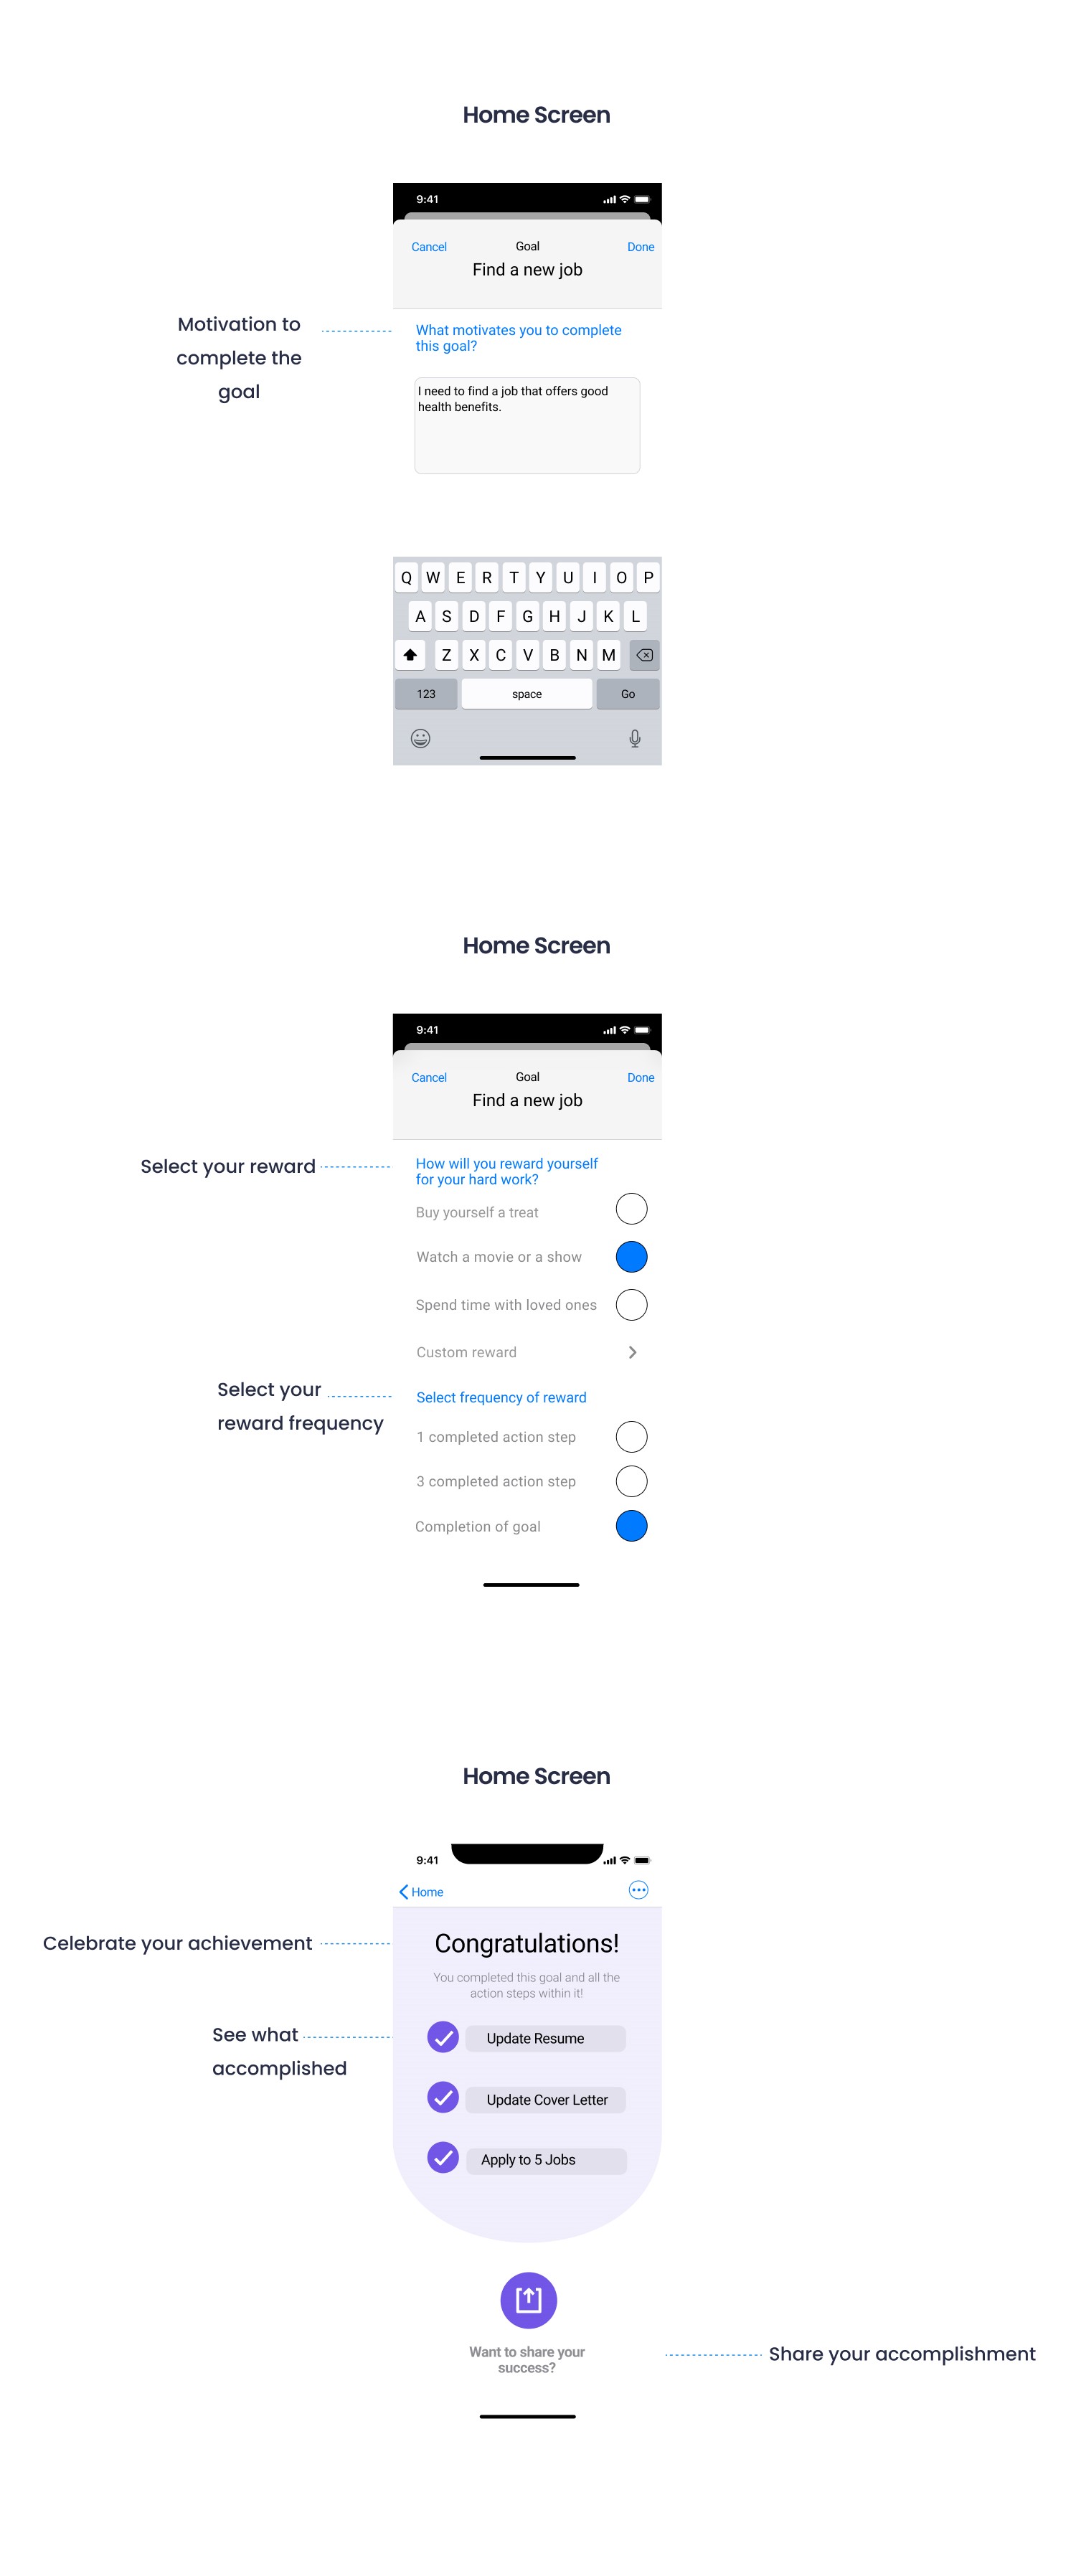 Home Screen
9:41
Cancel
Goal
Done
Find a new job
Motivation to
complete the
goal
What motivates you to complete
this goal?
I need to find a job that offers good
health benefits.
Q W E R T Y U I O P
A S D F G H J K L
Z X C V B N M
123
space
Go
Home Screen
9:41
Cancel
Goal
Done
Find a new job
Select your reward
How will you reward yourself
for your hard work?
Buy yourself a treat
Watch a movie or a show
Spend time with loved ones
Custom reward
Select your
reward frequency
Select frequency of reward
1 completed action step
3 completed action step
Completion of goal
Home Screen
9:41
Home
Celebrate your achievement
Congratulations!
You completed this goal and all the
action steps within it!
See what
accomplished
Update Resume
Update Cover Letter
Apply to 5 Jobs
Want to share your
success?
Share your accomplishment